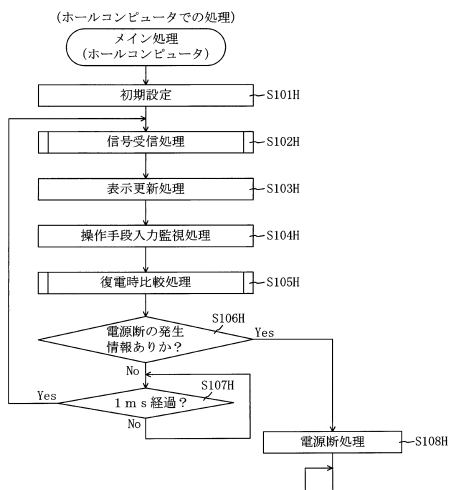 (ホールコンピュータでの処理)
メイン処理
(ホールコンピュータ)
初期設定
S101H
信号受信処理
S102H
表示更新処理
S103H
操作手段入力監視処理
S104H
復電時比較処理
S105H
電源断の発生
情報ありか?
S106H
Yes
No
1ms経過?
S107H
Yes
No
電源断処理
S108H